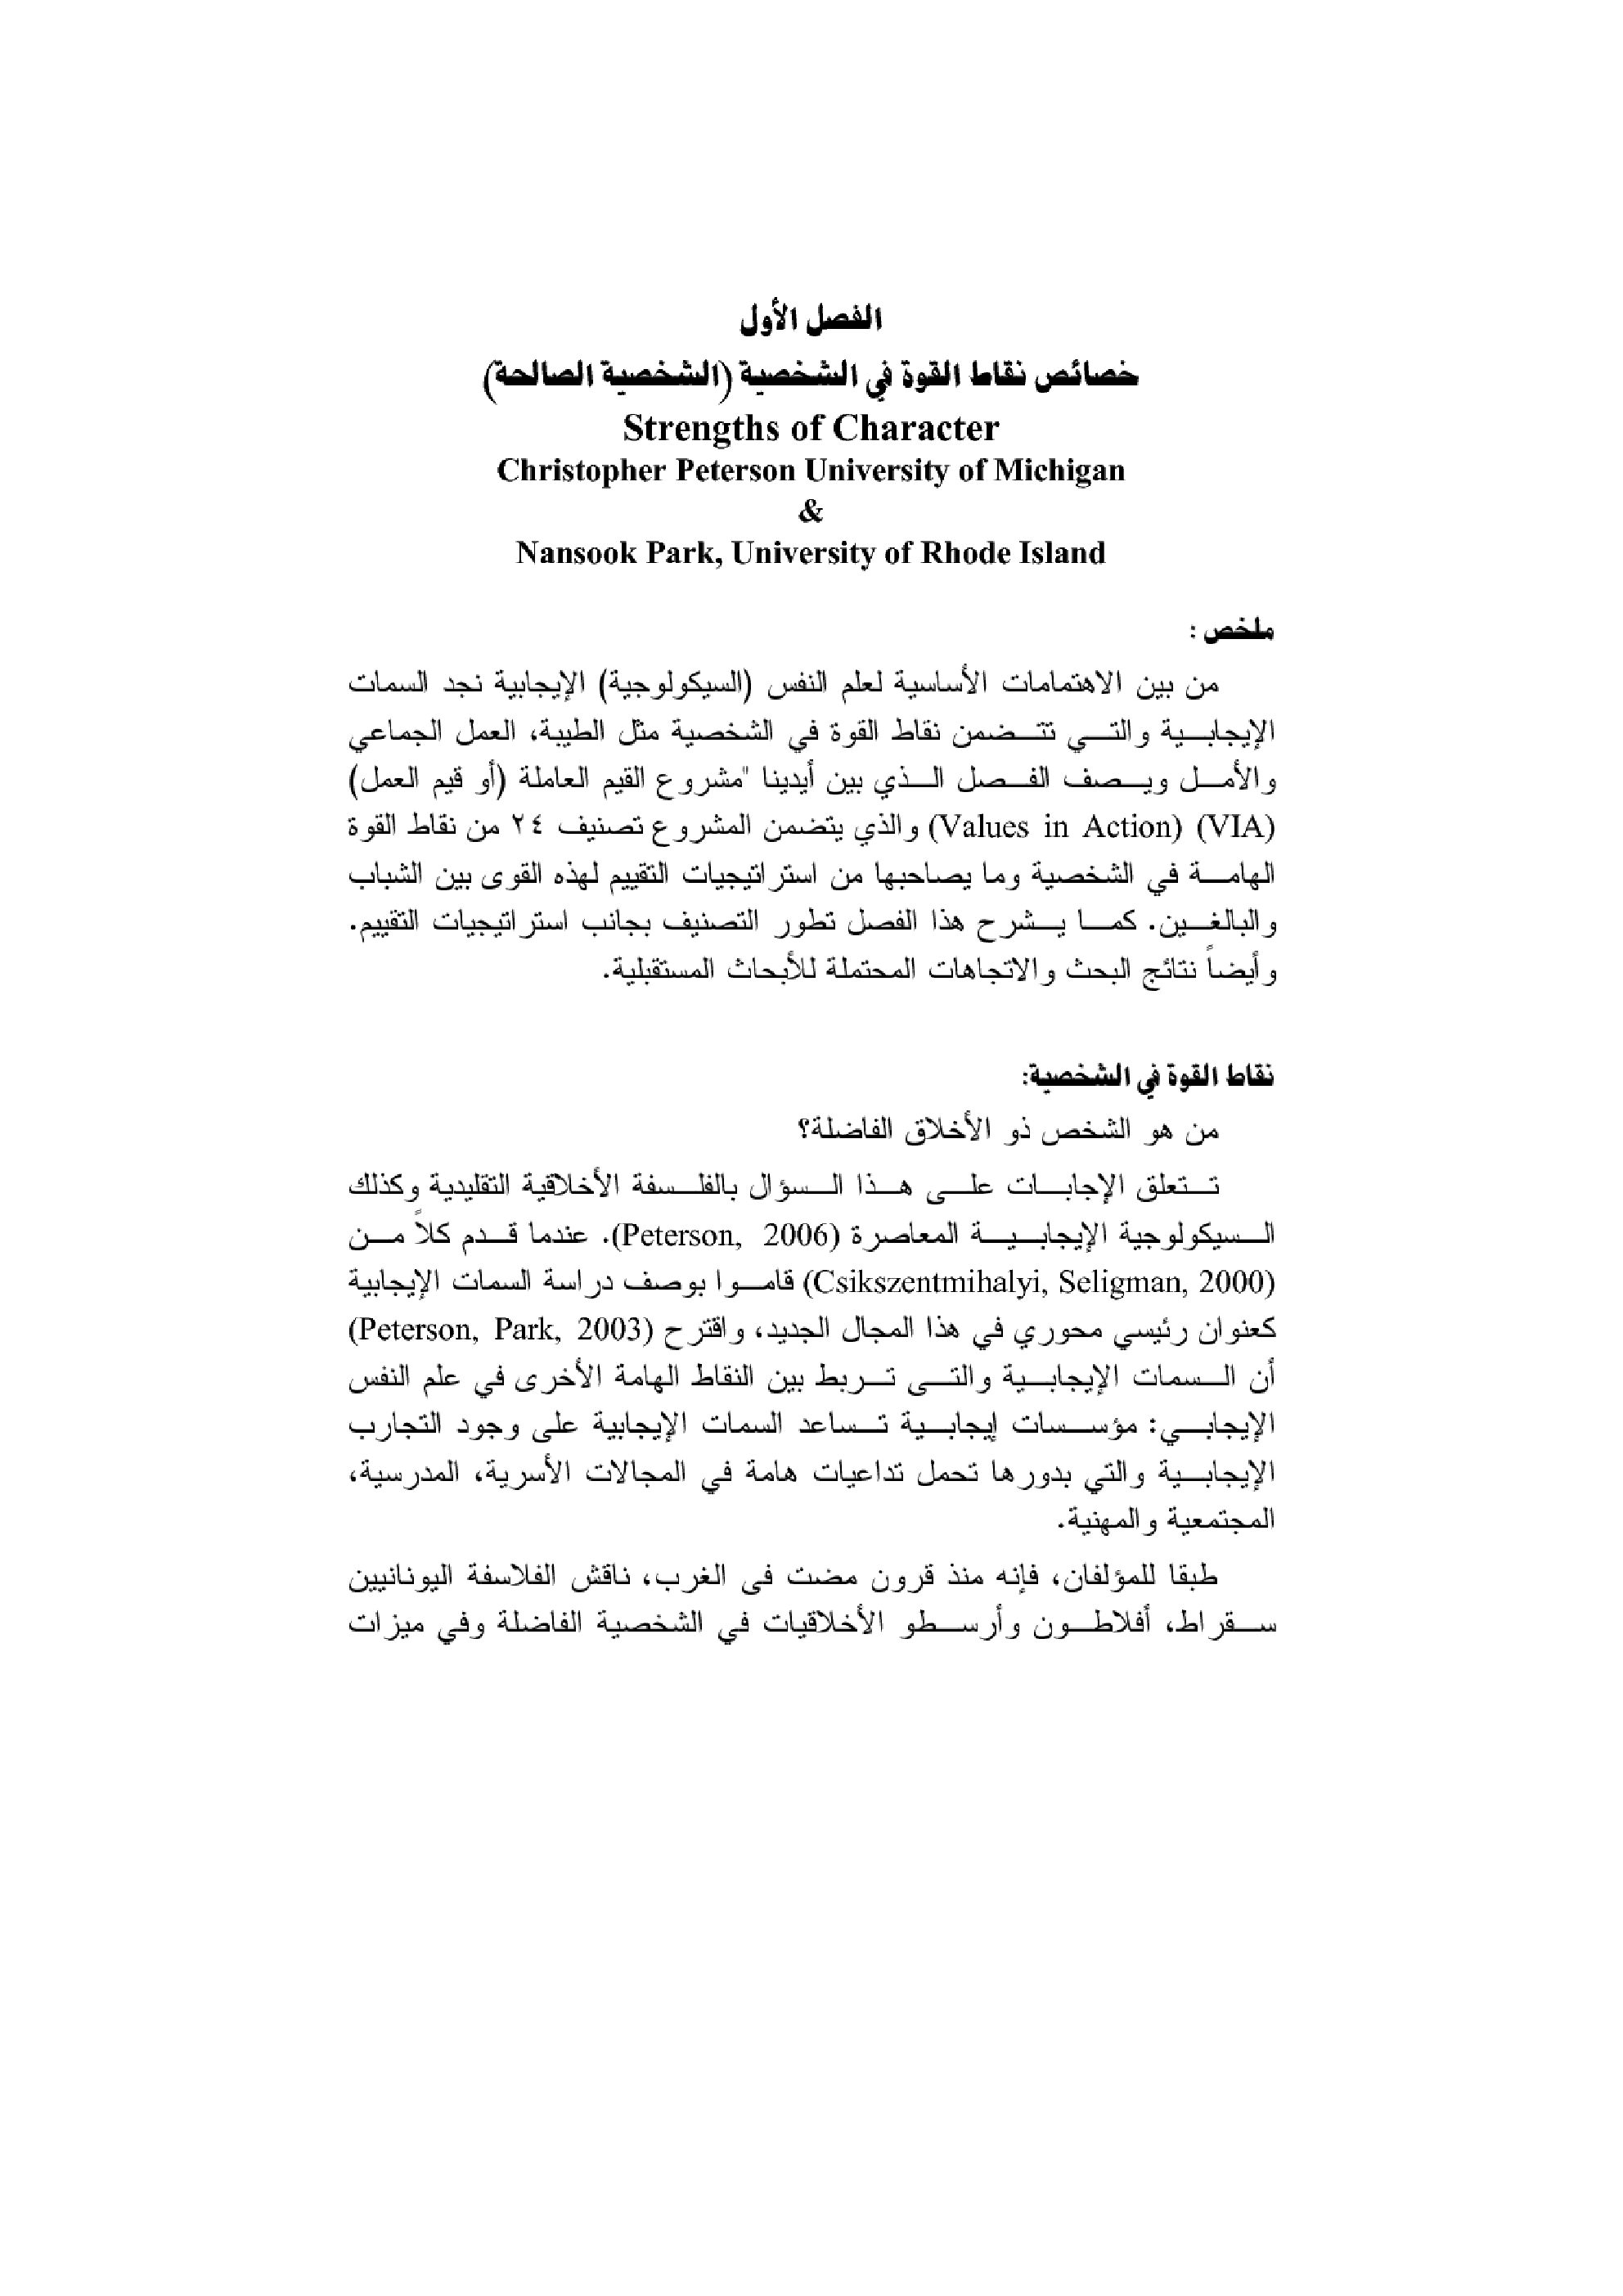 الفصل الأول
خصائص نقاط القوة في الشخصية (الشخصية الصالحة)
Strengths of Character
Christopher Peterson University of Michigan
&
Nansook Park, University of Rhode Island
ملخص :
من بين الاهتمامات الأساسية لعلم النفس (السيكولوجية) الإيجابية نجد السمات
الإيجابية والتي تتضمن نقاط القوة في الشخصية مثل الطيبة، العمل الجماعي
والأمل ويصف الفصل الذي بين أيدينا "مشروع القيم العاملة (أو قيم العمل)
(Values in Action) (VIA) والذي يتضمن المشروع تصنيف ٢٤ من نقاط القوة
الهامة في الشخصية وما يصاحبها من استراتيجيات التقييم لهذه القوى بين الشباب
والبالغين. كما يشرح هذا الفصل تطور التصنيف بجانب استراتيجيات التقييم.
وأيضاً نتائج البحث والاتجاهات المحتملة للأبحاث المستقبلية.
نقاط القوة في الشخصية:
من هو الشخص ذو الأخلاق الفاضلة؟
تتعلق الإجابات على هذا السؤال بالفلسفة الأخلاقية التقليدية وكذلك
السيكولوجية الإيجابية المعاصرة (Peterson, 2006). عندما قدم كلاً من
(Csikszentmihalyi, Seligman, 2000) قاموا بوصف دراسة السمات الإيجابية
كعنوان رئيسي محوري في هذا المجال الجديد، واقترح (Peterson, Park, 2003)
أن السمات الإيجابية والتى تربط بين النقاط الهامة الأخرى في علم النفس
الإيجابي: مؤسسات إيجابية تساعد السمات الإيجابية على وجود التجارب
الإيجابية والتي بدورها تحمل تداعيات هامة في المجالات الأسرية، المدرسية،
المجتمعية والمهنية.
طبقا للمؤلفان، فإنه منذ قرون مضت فى الغرب، ناقش الفلاسفة اليونانيين
سقراط، أفلاطون وأرسطو الأخلاقيات في الشخصية الفاضلة وفي ميزات